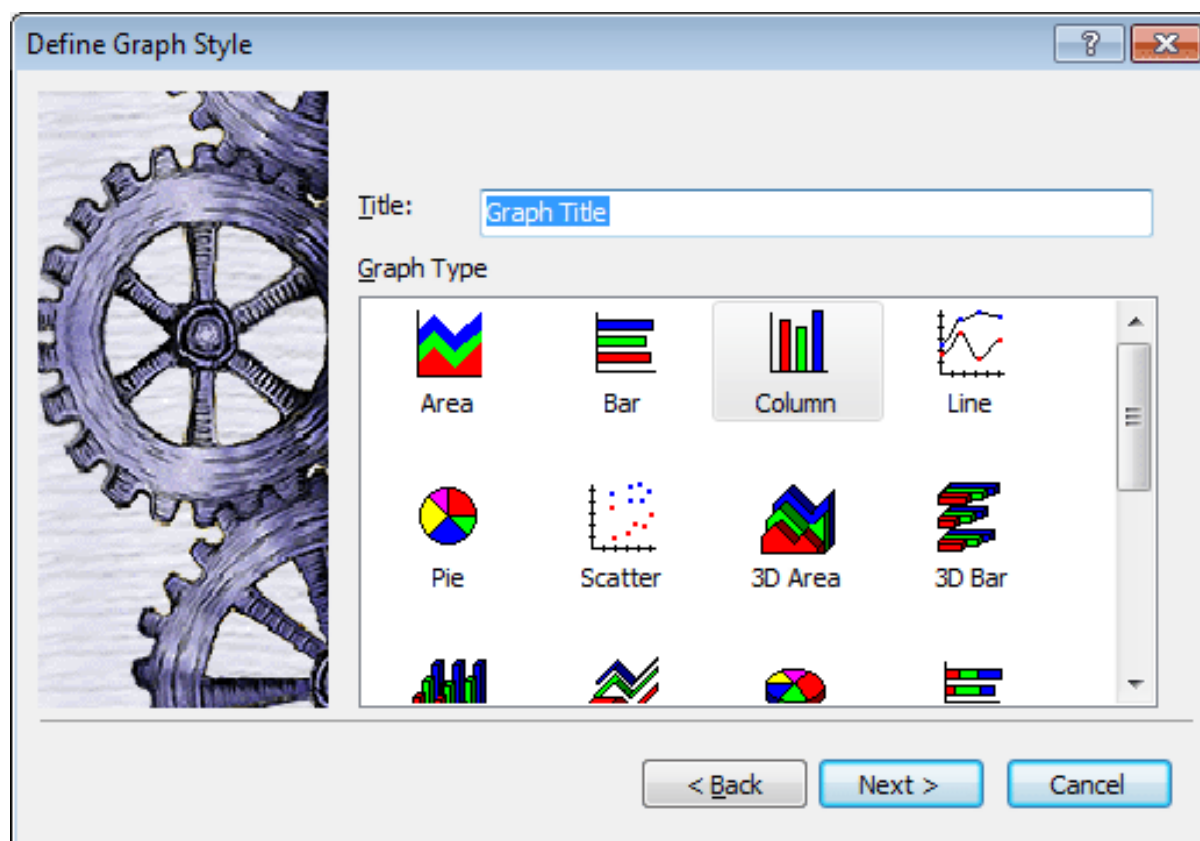 Define Graph Style
?
Title: Graph Title
Graph Type
Area Bar Column Line
Pie Scatter 3D Area 3D Bar
< Back Next > Cancel